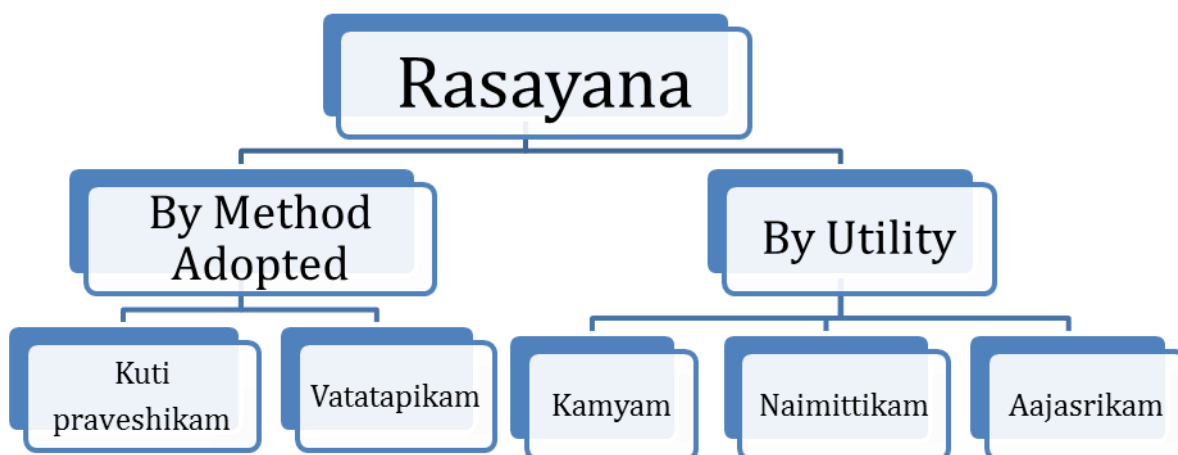 Rasayana
By Method
Adopted
By Utility
Kuti
praveshikam
Vatatapikam
Kamyam
Naimittikam
Aajasrikam